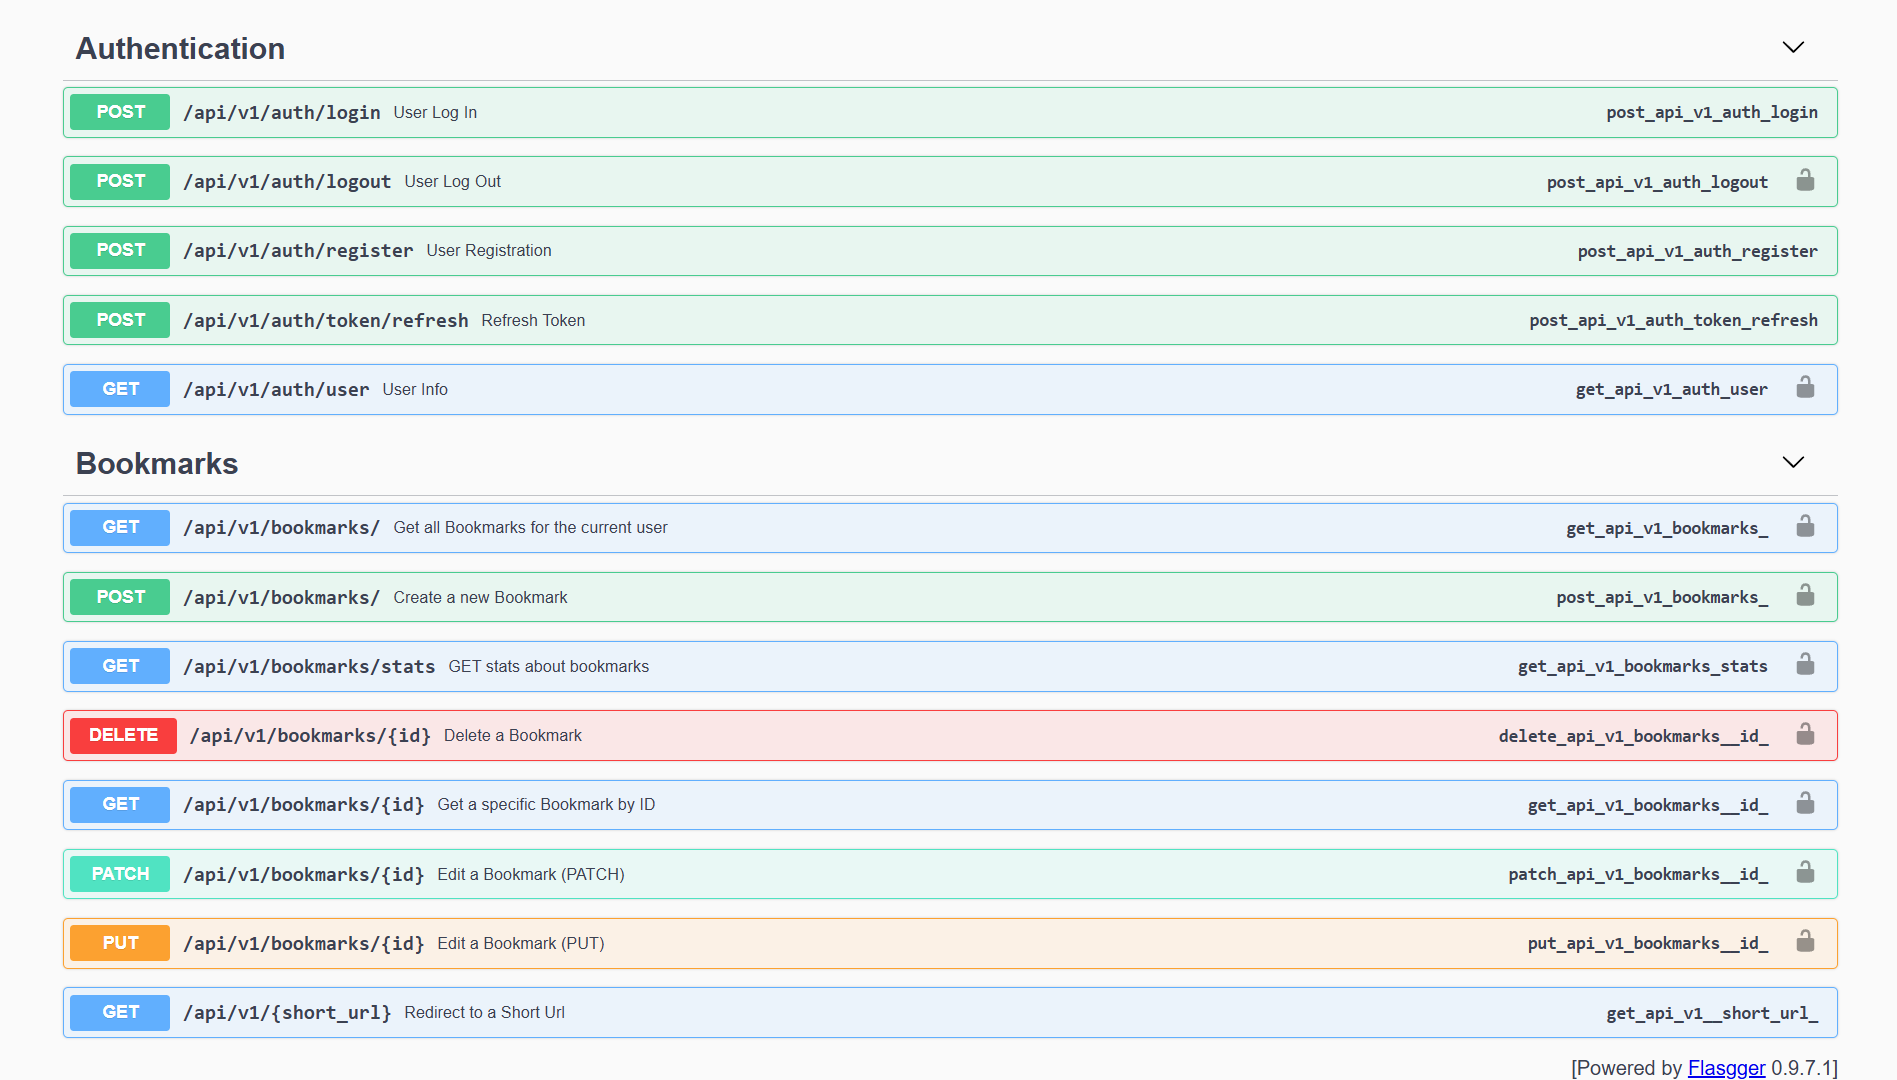 Authentication
POST /api/v1/auth/login User Log In post_api_v1_auth_login
POST /api/v1/auth/logout User Log Out post_api_v1_auth_logout
POST /api/v1/auth/register User Registration post_api_v1_auth_register
POST /api/v1/auth/token/refresh Refresh Token post_api_v1_auth_token_refresh
GET /api/v1/auth/user User Info get_api_v1_auth_user
Bookmarks
GET /api/v1/bookmarks/ Get all Bookmarks for the current user get_api_v1_bookmarks_
POST /api/v1/bookmarks/ Create a new Bookmark post_api_v1_bookmarks_
GET /api/v1/bookmarks/stats GET stats about bookmarks get_api_v1_bookmarks_stats
DELETE /api/v1/bookmarks/{id} Delete a Bookmark delete_api_v1_bookmarks__id_
GET /api/v1/bookmarks/{id} Get a specific Bookmark by ID get_api_v1_bookmarks__id_
PATCH /api/v1/bookmarks/{id} Edit a Bookmark (PATCH) patch_api_v1_bookmarks__id_
PUT /api/v1/bookmarks/{id} Edit a Bookmark (PUT) put_api_v1_bookmarks__id_
GET /api/v1/{short_url} Redirect to a Short Url get_api_v1__short_url_
[Powered by Flasgger 0.9.7.1]